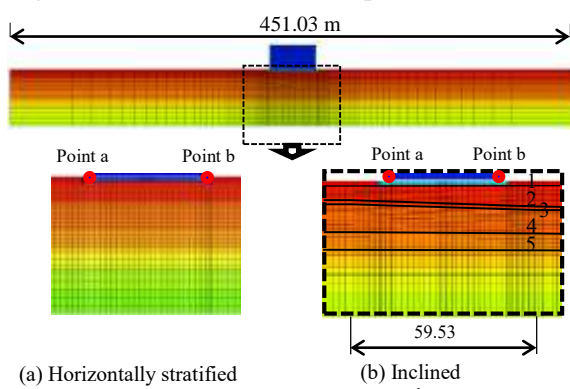 451.03 m
Point a
Point b
Point a
Point b
1
2
3
4
5
59.53
(a) Horizontally stratified
(b) Inclined